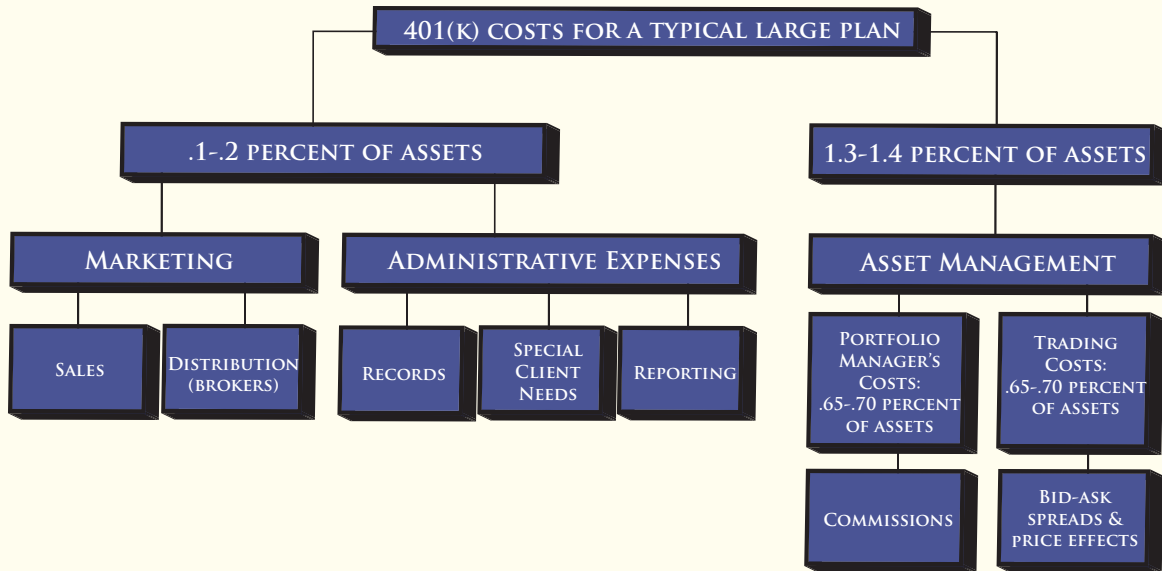 401(K) COSTS FOR A TYPICAL LARGE PLAN
.1-.2 PERCENT OF ASSETS
1.3-1.4 PERCENT OF ASSETS
MARKETING
ADMINISTRATIVE EXPENSES
ASSET MANAGEMENT
SALES
DISTRIBUTION
(BROKERS)
RECORDS
SPECIAL
CLIENT
NEEDS
REPORTING
PORTFOLIO
MANAGER'S
COSTS:
.65-.70 PERCENT
OF ASSETS
TRADING
COSTS:
.65-.70 PERCENT
OF ASSETS
COMMISSIONS
BID-ASK
SPREADS &
PRICE EFFECTS